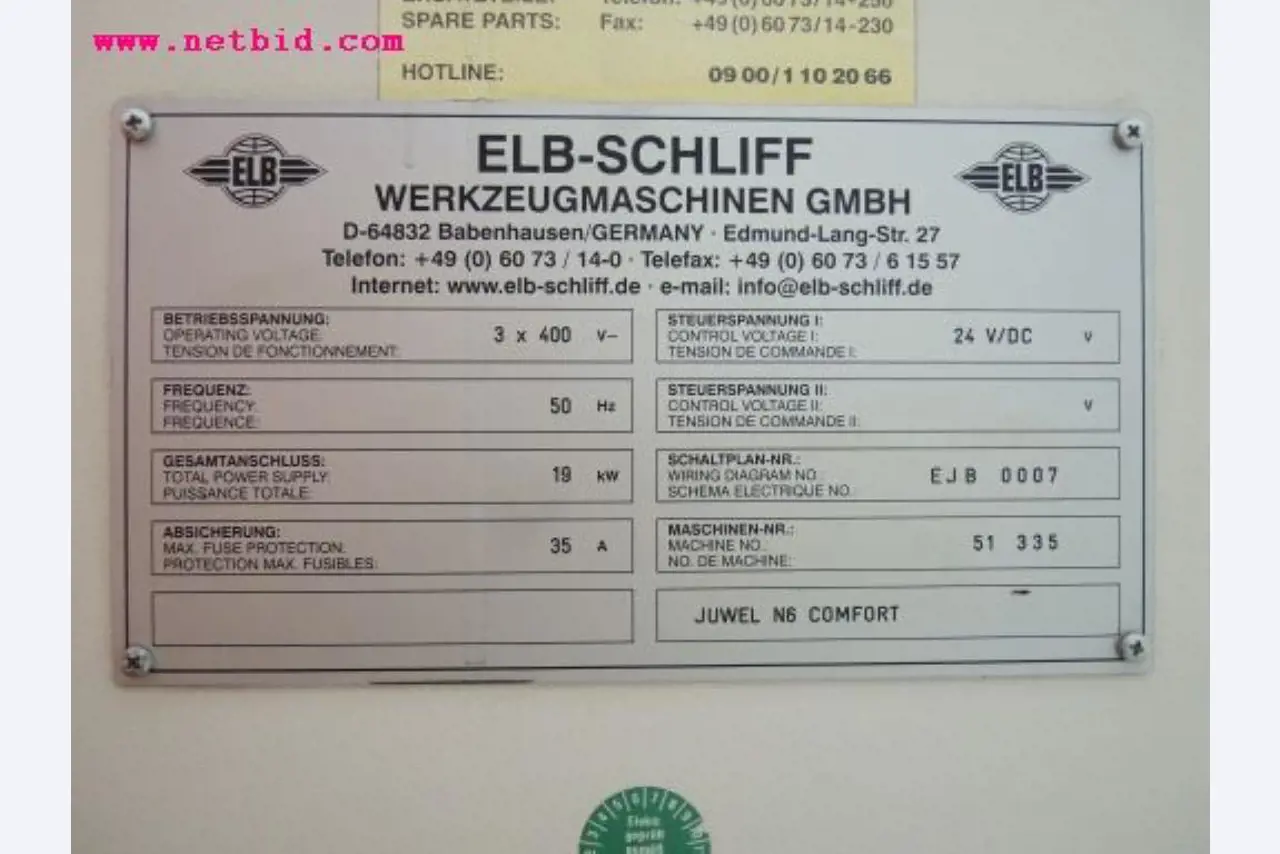 SPARE PARTS: Fax: +49 (0) 60 73/14-230
www.netbid.com
HOTLINE: 09 00/1 10 20 66
ELB-SCHLIFF
ELB ELB
WERKZEUGMASCHINEN GMBH
D-64832 Babenhausen/GERMANY · Edmund-Lang-Str. 27
Telefon: +49 (0) 60 73 / 14-0 · Telefax: +49 (0) 60 73 / 6 15 57
Internet: www.elb-schliff.de · e-mail: info@elb-schliff.de
BETRIEBSSPANNUNG:
OPERATING VOLTAGE: 3 x 400 V~
TENSION DE FONCTIONNEMENT:
STEUERSPANNUNG I:
CONTROL VOLTAGE I: 24 V/DC V
TENSION DE COMMANDE I:
FREQUENZ:
FREQUENCY: 50 Hz
FREQUENCE:
STEUERSPANNUNG II:
CONTROL VOLTAGE II: V
TENSION DE COMMANDE II:
GESAMTANSCHLUSS:
TOTAL POWER SUPPLY: 19 kW
PUISSANCE TOTALE:
SCHALTPLAN-NR.:
WIRING DIAGRAM NO.: EJB 0007
SCHEMA ELECTRIQUE NO.:
ABSICHERUNG:
MAX. FUSE PROTECTION: 35 A
PROTECTION MAX. FUSIBLES:
MASCHINEN-NR.:
MACHINE NO.: 51 335
NO. DE MACHINE:
JUWEL N6 COMFORT
geprüft